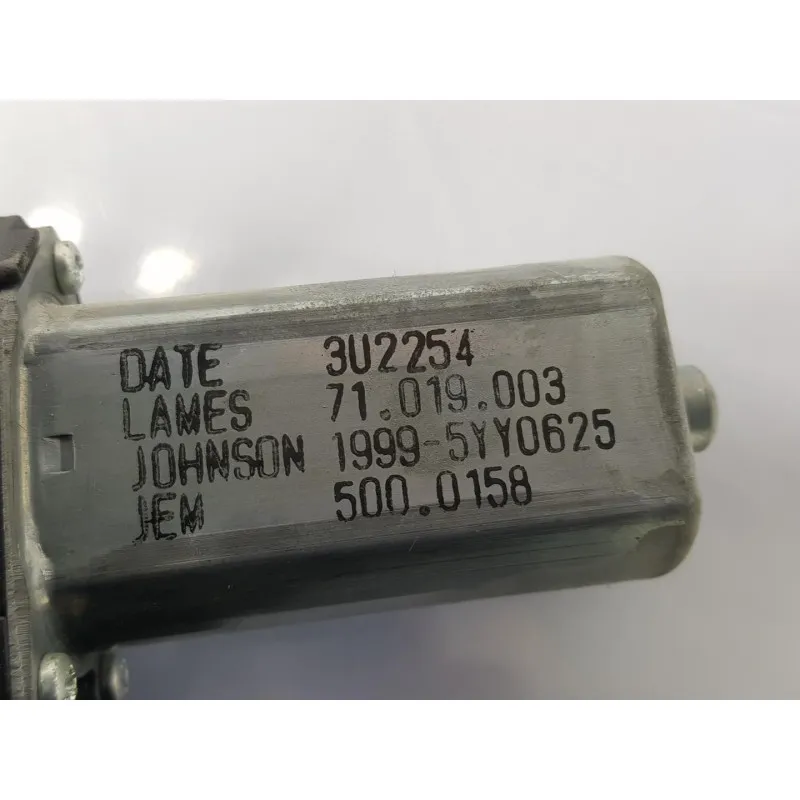 DATE 3U2254
LAMES 71.019.003
JOHNSON 1999-5YY0625
JEM 500.0158